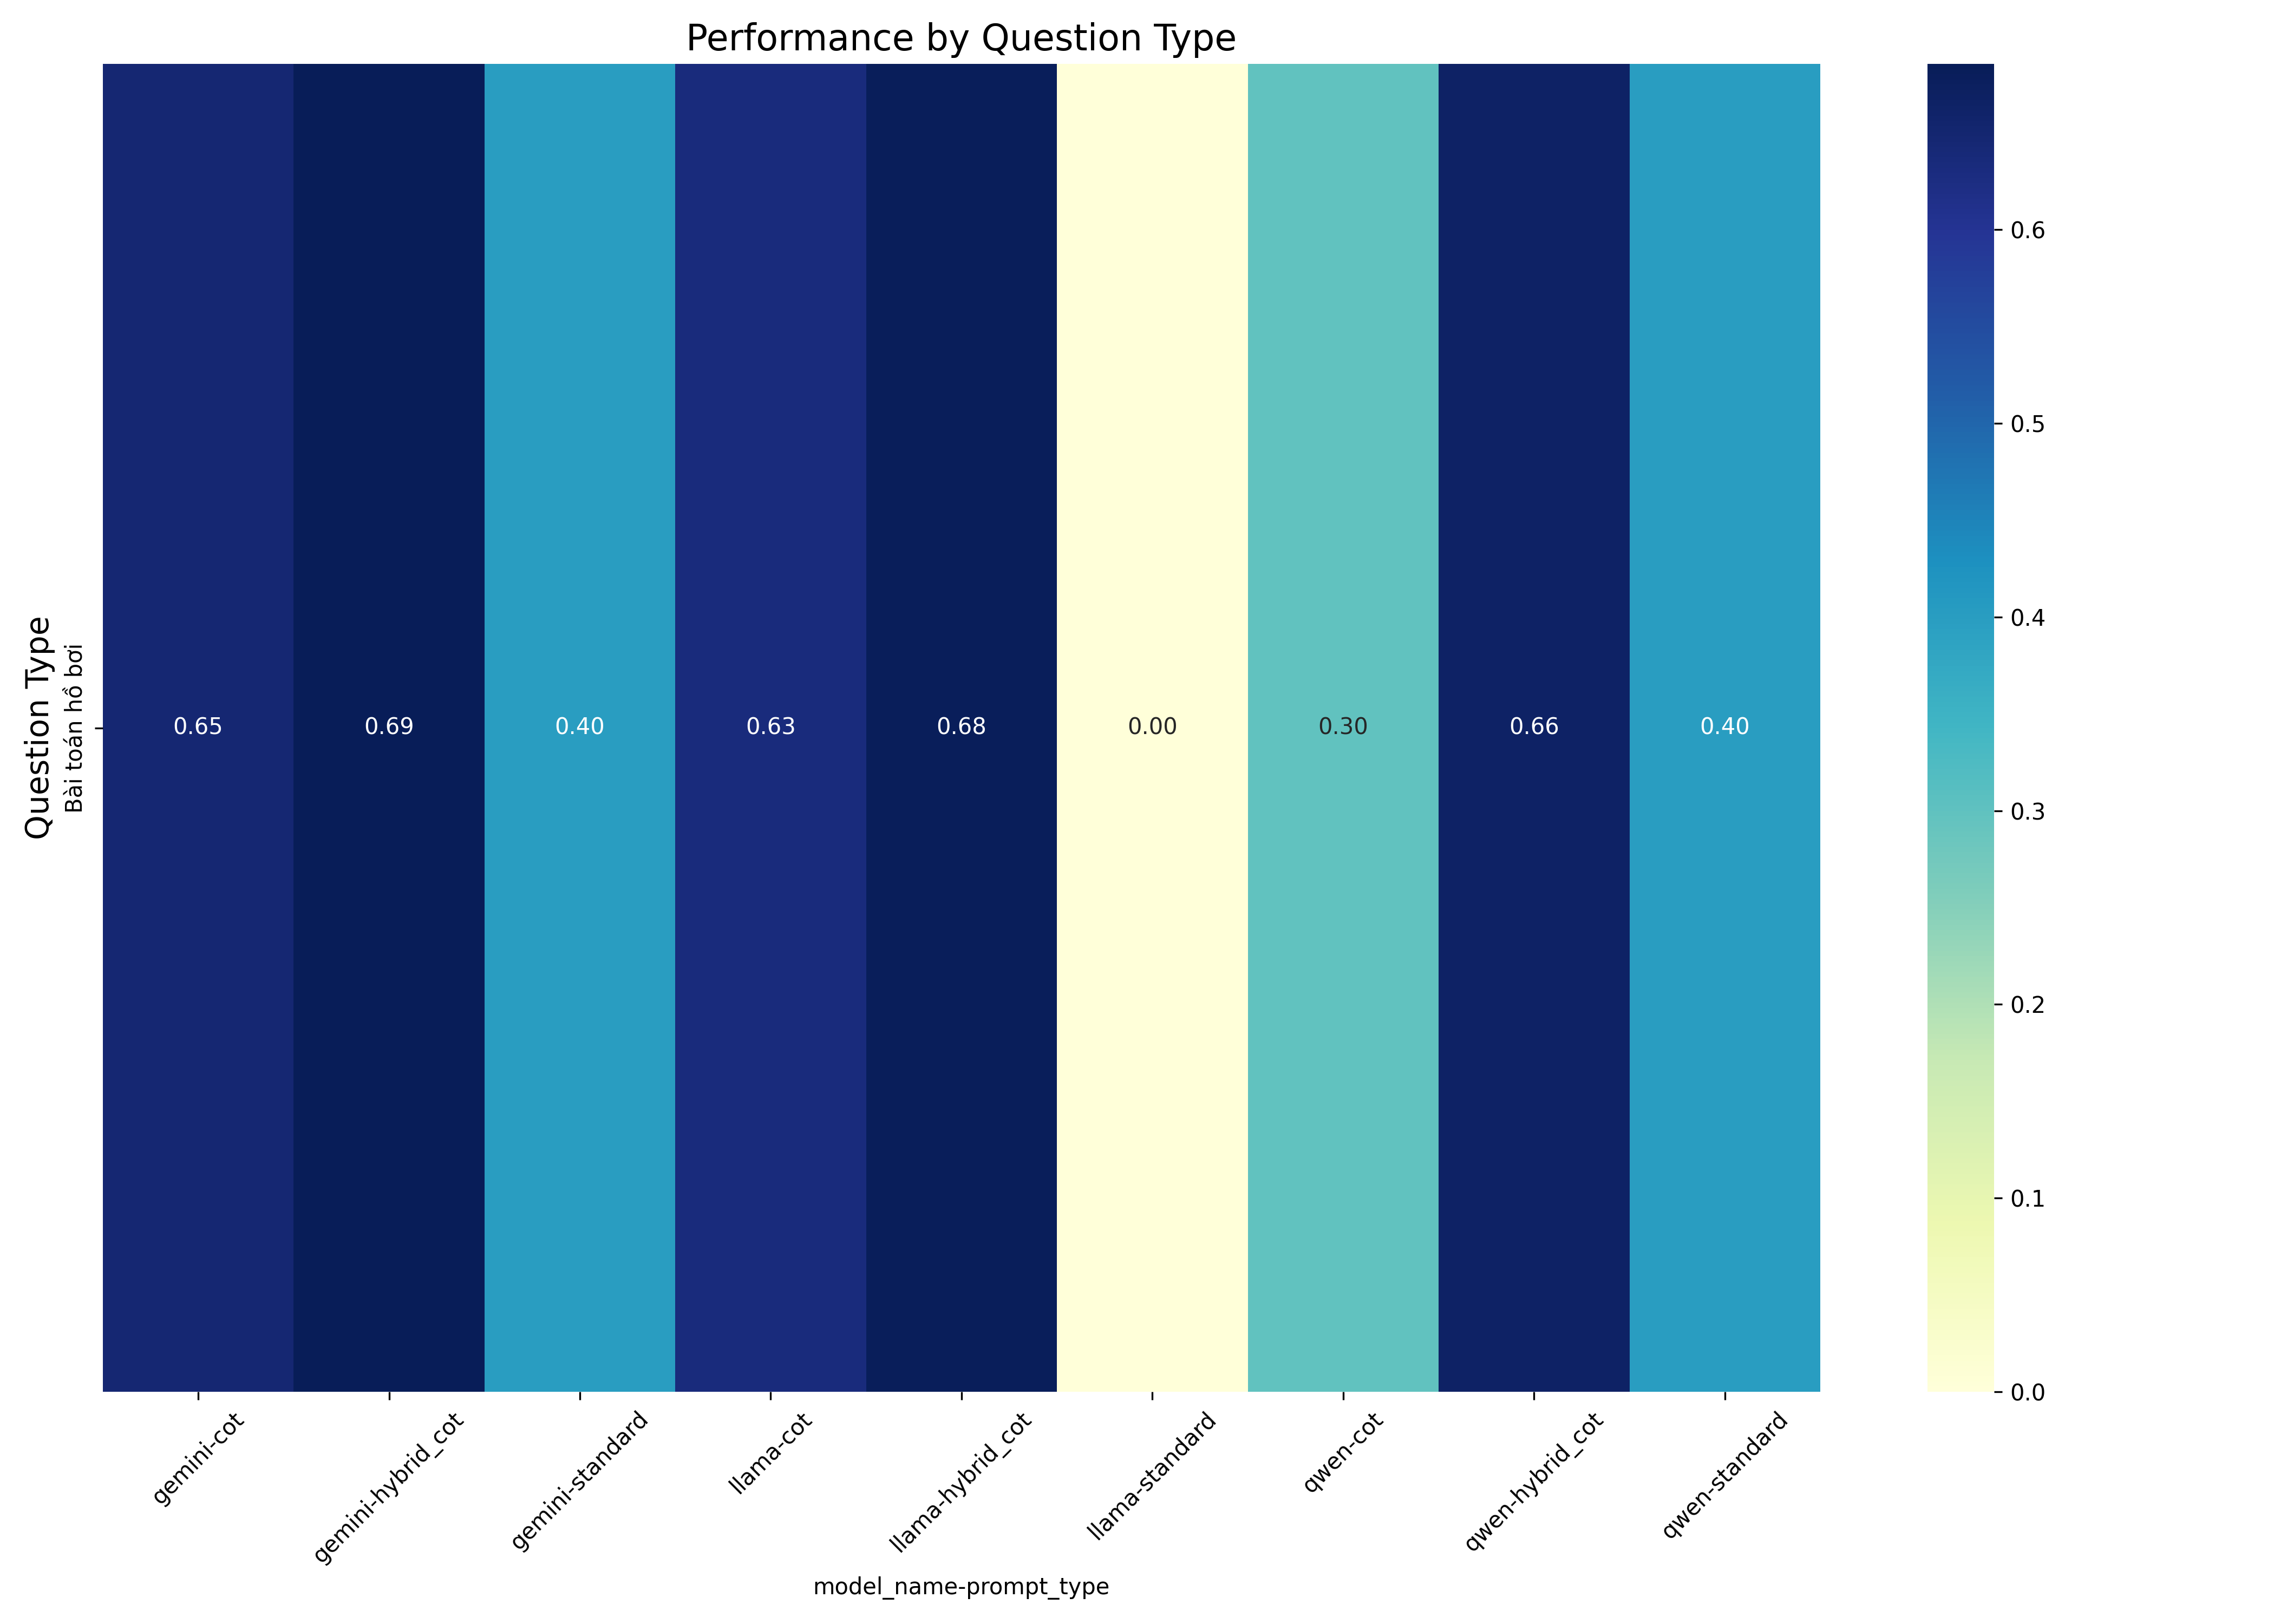 Performance by Question Type
Question Type
Bài toán hồ bơi
0.65 0.69 0.40 0.63 0.68 0.00 0.30 0.66 0.40
gemini-cot
gemini-hybrid_cot
gemini-standard
llama-cot
llama-hybrid_cot
llama-standard
qwen-cot
qwen-hybrid_cot
qwen-standard
model_name-prompt_type
0.6
0.5
0.4
0.3
0.2
0.1
0.0